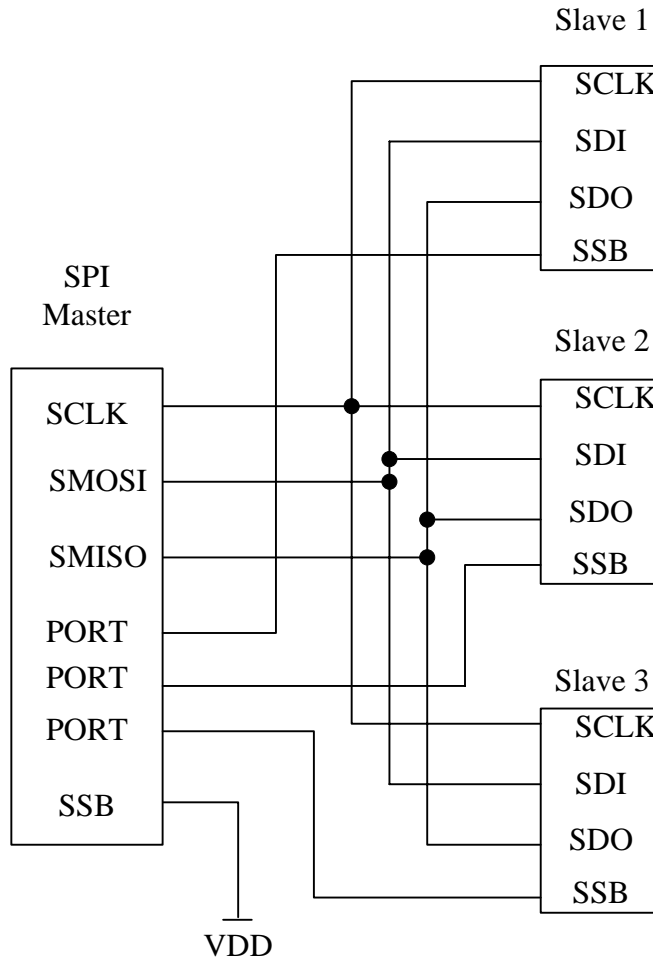 Slave 1
SCLK
SDI
SDO
SSB
SPI
Master
SCLK
SMOSI
SMISO
PORT
PORT
PORT
SSB
VDD
Slave 2
SCLK
SDI
SDO
SSB
Slave 3
SCLK
SDI
SDO
SSB